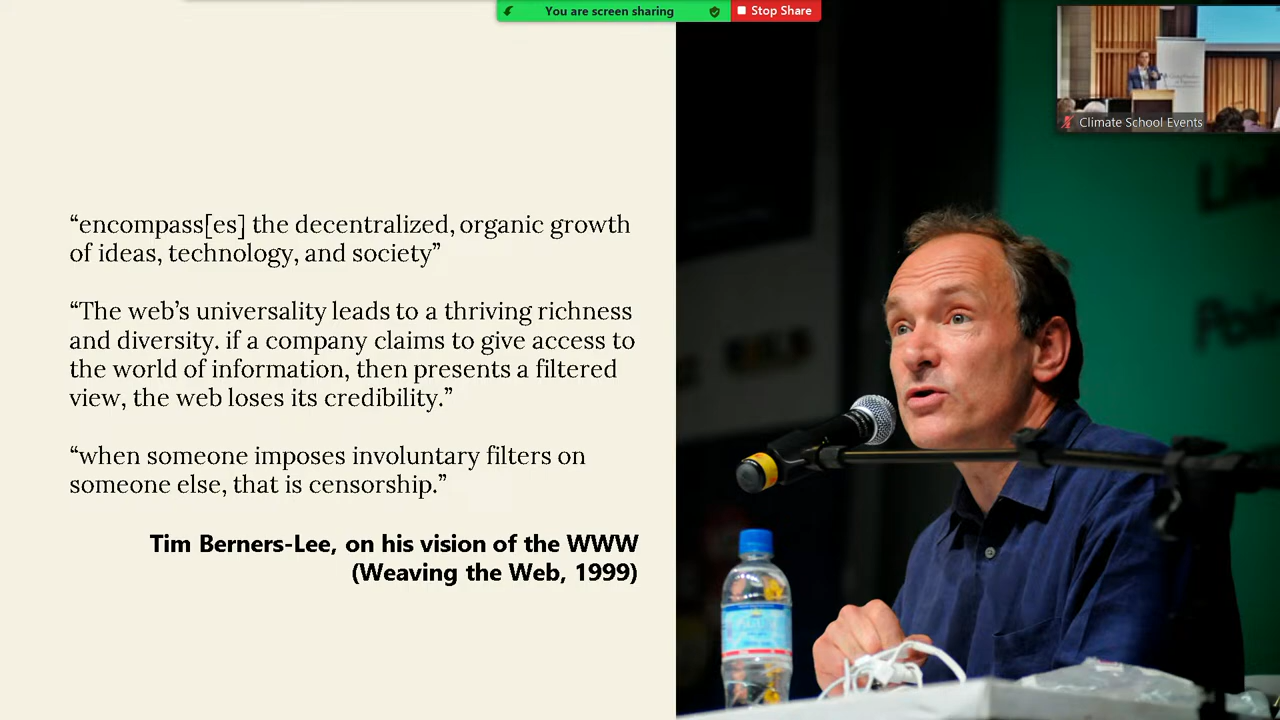 You are screen sharing
Stop Share
Climate School Events
“encompass[es] the decentralized, organic growth
of ideas, technology, and society”
“The web’s universality leads to a thriving richness
and diversity. if a company claims to give access to
the world of information, then presents a filtered
view, the web loses its credibility.”
“when someone imposes involuntary filters on
someone else, that is censorship.”
Tim Berners-Lee, on his vision of the WWW
(Weaving the Web, 1999)